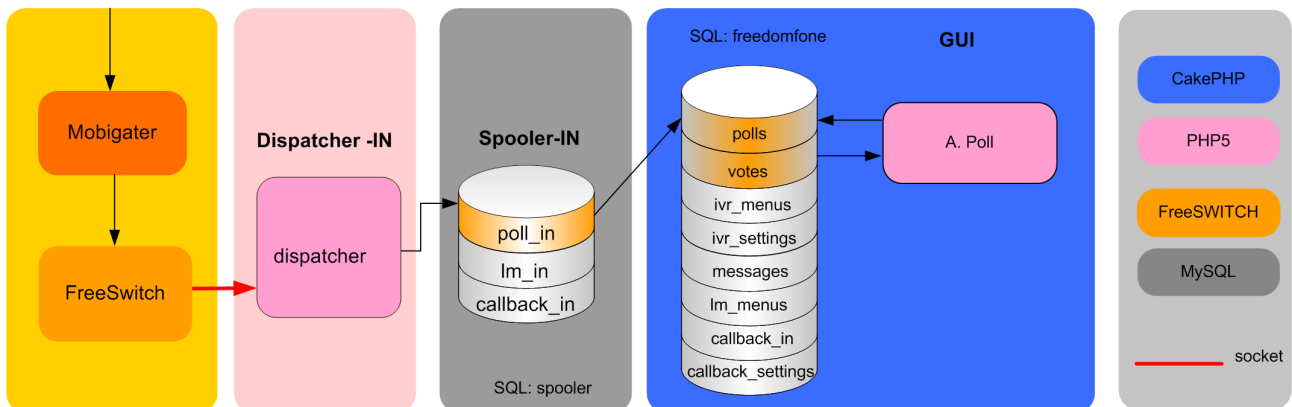 Mobigater
FreeSwitch
Dispatcher -IN
dispatcher
Spooler-IN
poll_in
lm_in
callback_in
SQL: spooler
SQL: freedomfone
GUI
polls
votes
ivr_menus
ivr_settings
messages
lm_menus
callback_in
callback_settings
A. Poll
CakePHP
PHP5
FreeSWITCH
MySQL
socket